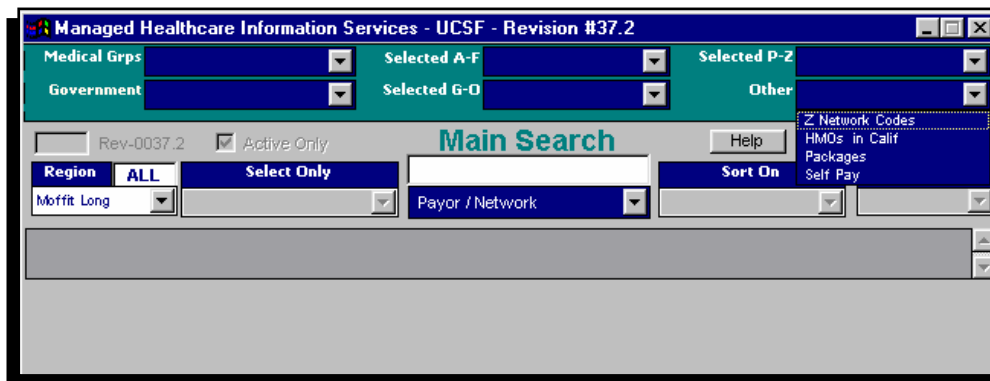 Managed Healthcare Information Services - UCSF - Revision #37.2
Medical Grps Selected A-F Selected P-Z
Government Selected G-O Other
Z Network Codes
HMOs in Calif
Packages
Self Pay
Rev-0037.2 Active Only Main Search Help
Region ALL Select Only Sort On
Moffit Long Payor / Network